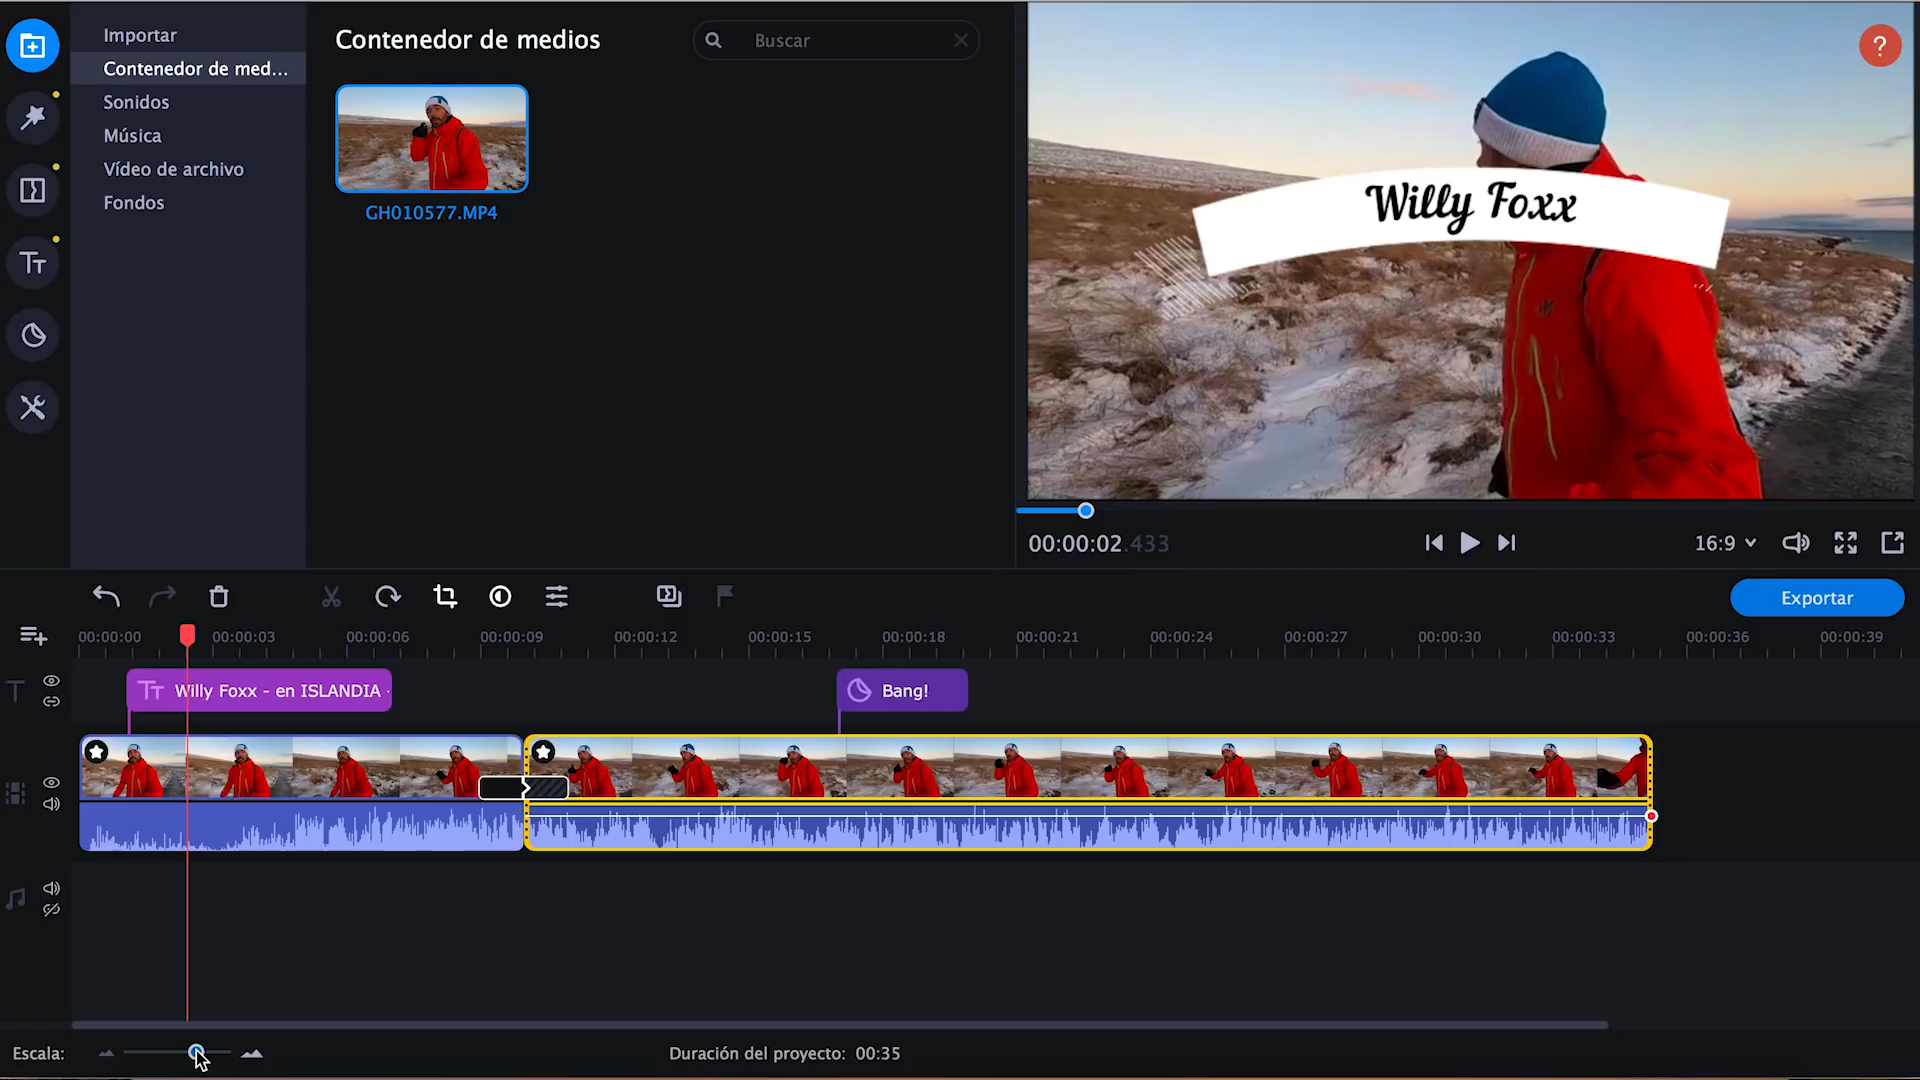 Importar
Contenedor de med...
Sonidos
Música
Vídeo de archivo
Fondos
Contenedor de medios
Buscar
GH010577.MP4
Willy Foxx
?
00:00:02.433
16:9
Exportar
00:00:00 00:00:03 00:00:06 00:00:09 00:00:12 00:00:15 00:00:18 00:00:21 00:00:24 00:00:27 00:00:30 00:00:33 00:00:36 00:00:39
Willy Foxx - en ISLANDIA -
Bang!
Escala:
Duración del proyecto: 00:35